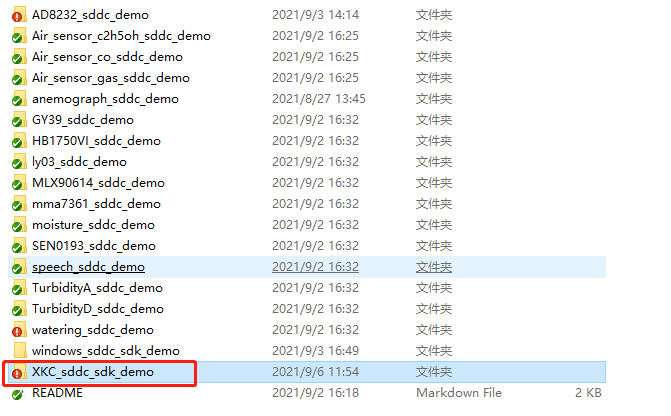 AD8232_sddc_demo 2021/9/3 14:14 文件夹
Air_sensor_c2h5oh_sddc_demo 2021/9/2 16:25 文件夹
Air_sensor_co_sddc_demo 2021/9/2 16:25 文件夹
Air_sensor_gas_sddc_demo 2021/9/2 16:25 文件夹
anemograph_sddc_demo 2021/8/27 13:45 文件夹
GY39_sddc_demo 2021/9/2 16:32 文件夹
HB1750VI_sddc_demo 2021/9/2 16:32 文件夹
ly03_sddc_demo 2021/9/2 16:32 文件夹
MLX90614_sddc_demo 2021/9/2 16:32 文件夹
mma7361_sddc_demo 2021/9/2 16:32 文件夹
moisture_sddc_demo 2021/9/2 16:32 文件夹
SEN0193_sddc_demo 2021/9/2 16:32 文件夹
speech_sddc_demo 2021/9/2 16:32 文件夹
TurbidityA_sddc_demo 2021/9/2 16:32 文件夹
TurbidityD_sddc_demo 2021/9/2 16:32 文件夹
watering_sddc_demo 2021/9/2 16:32 文件夹
windows_sddc_sdk_demo 2021/9/3 16:49 文件夹
XKC_sddc_sdk_demo 2021/9/6 11:54 文件夹
README 2021/9/2 16:18 Markdown File 2 KB